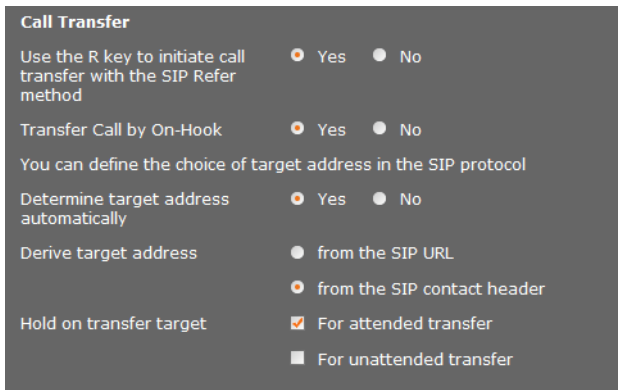 Call Transfer
Use the R key to initiate call Yes No
transfer with the SIP Refer
method
Transfer Call by On-Hook Yes No
You can define the choice of target address in the SIP protocol
Determine target address Yes No
automatically
Derive target address from the SIP URL
from the SIP contact header
Hold on transfer target For attended transfer
For unattended transfer